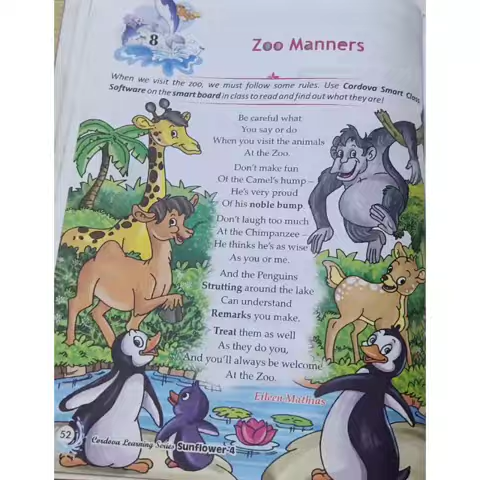 8
Zoo Manners
When we visit the zoo, we must follow some rules. Use Cordova Smart Class
Software on the smart board in class to read and find out what they are!
Be careful what
You say or do
When you visit the animals
At the Zoo.
Don't make fun
Of the Camel's hump –
He's very proud
Of his noble bump.
Don't laugh too much
At the Chimpanzee –
He thinks he's as wise
As you or me.
And the Penguins
Strutting around the lake
Can understand
Remarks you make.
Treat them as well
As they do you,
And you'll always be welcome
At the Zoo.
Eileen Mathias
52
Cordova Learning Series Sunflower-4